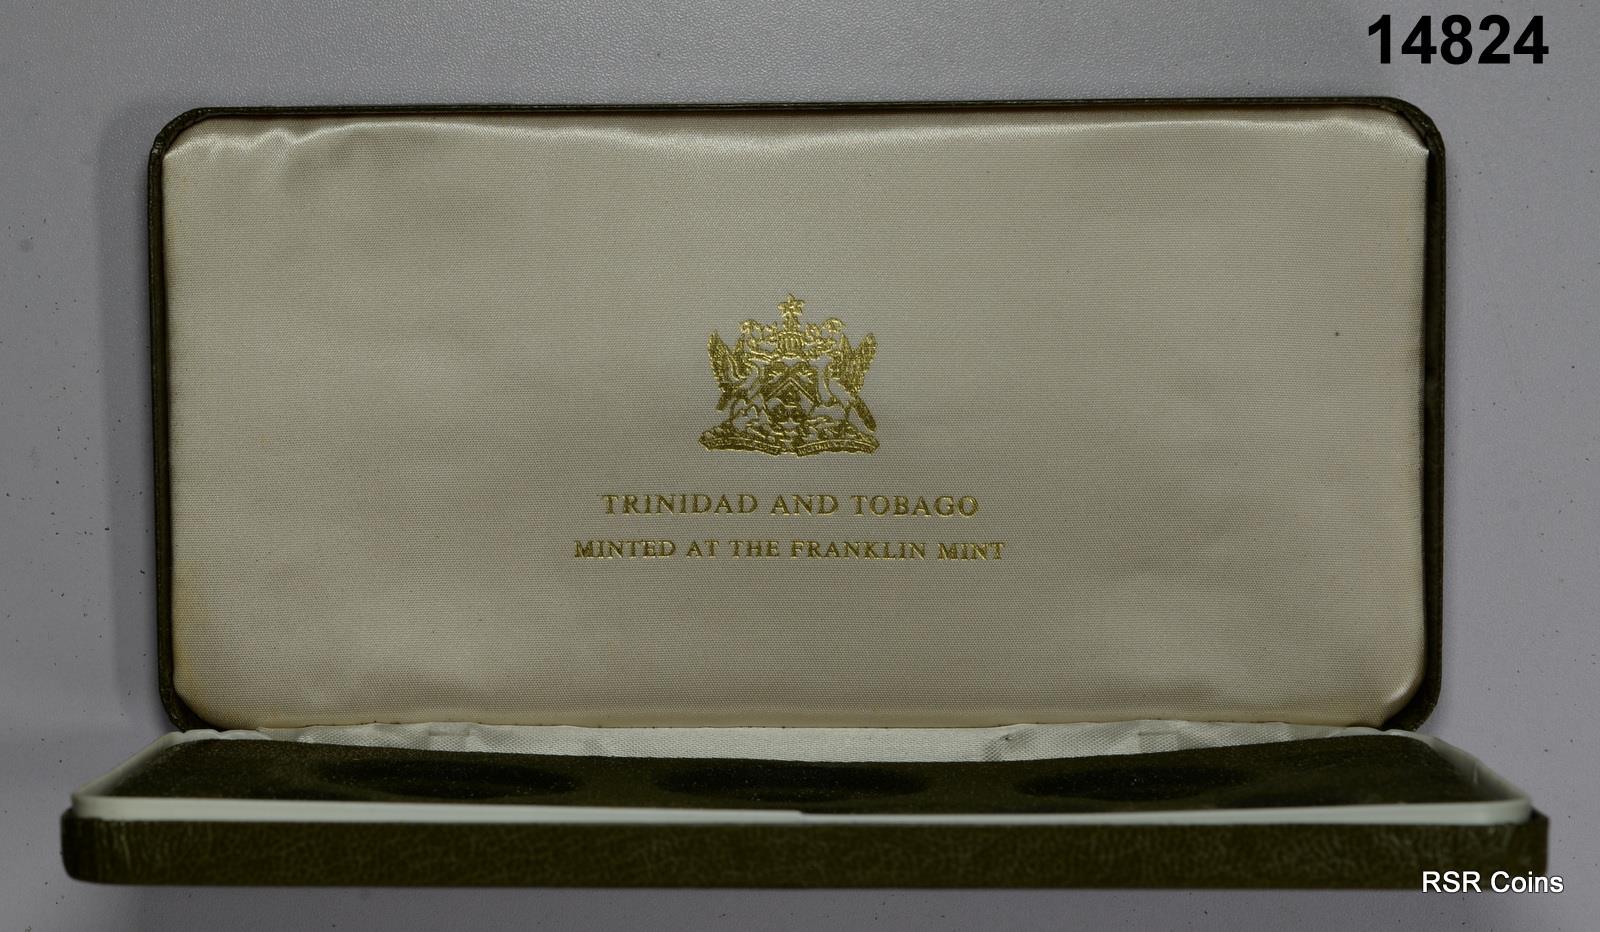 14824
TRINIDAD AND TOBAGO
MINTED AT THE FRANKLIN MINT
RSR Coins